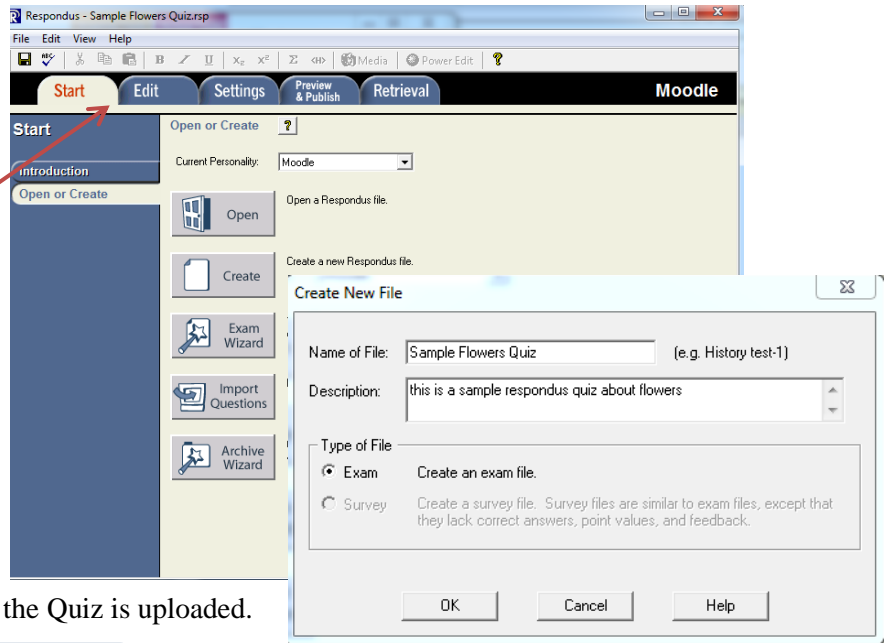 Respondus - Sample Flowers Quiz.rsp
File Edit View Help
ABC B I U X₂ X² Σ <H> Media Power Edit ?
Start Edit Settings Preview & Publish Retrieval Moodle
Start
Introduction
Open or Create
Open or Create ?
Current Personality: Moodle
Open
Open a Respondus file.
Create
Create a new Respondus file.
Exam
Wizard
Import
Questions
Archive
Wizard
Create New File
Name of File: Sample Flowers Quiz (e.g. History test-1)
Description: this is a sample respondus quiz about flowers
Type of File
Exam Create an exam file.
Survey Create a survey file. Survey files are similar to exam files, except that
they lack correct answers, point values, and feedback.
OK Cancel Help
the Quiz is uploaded.